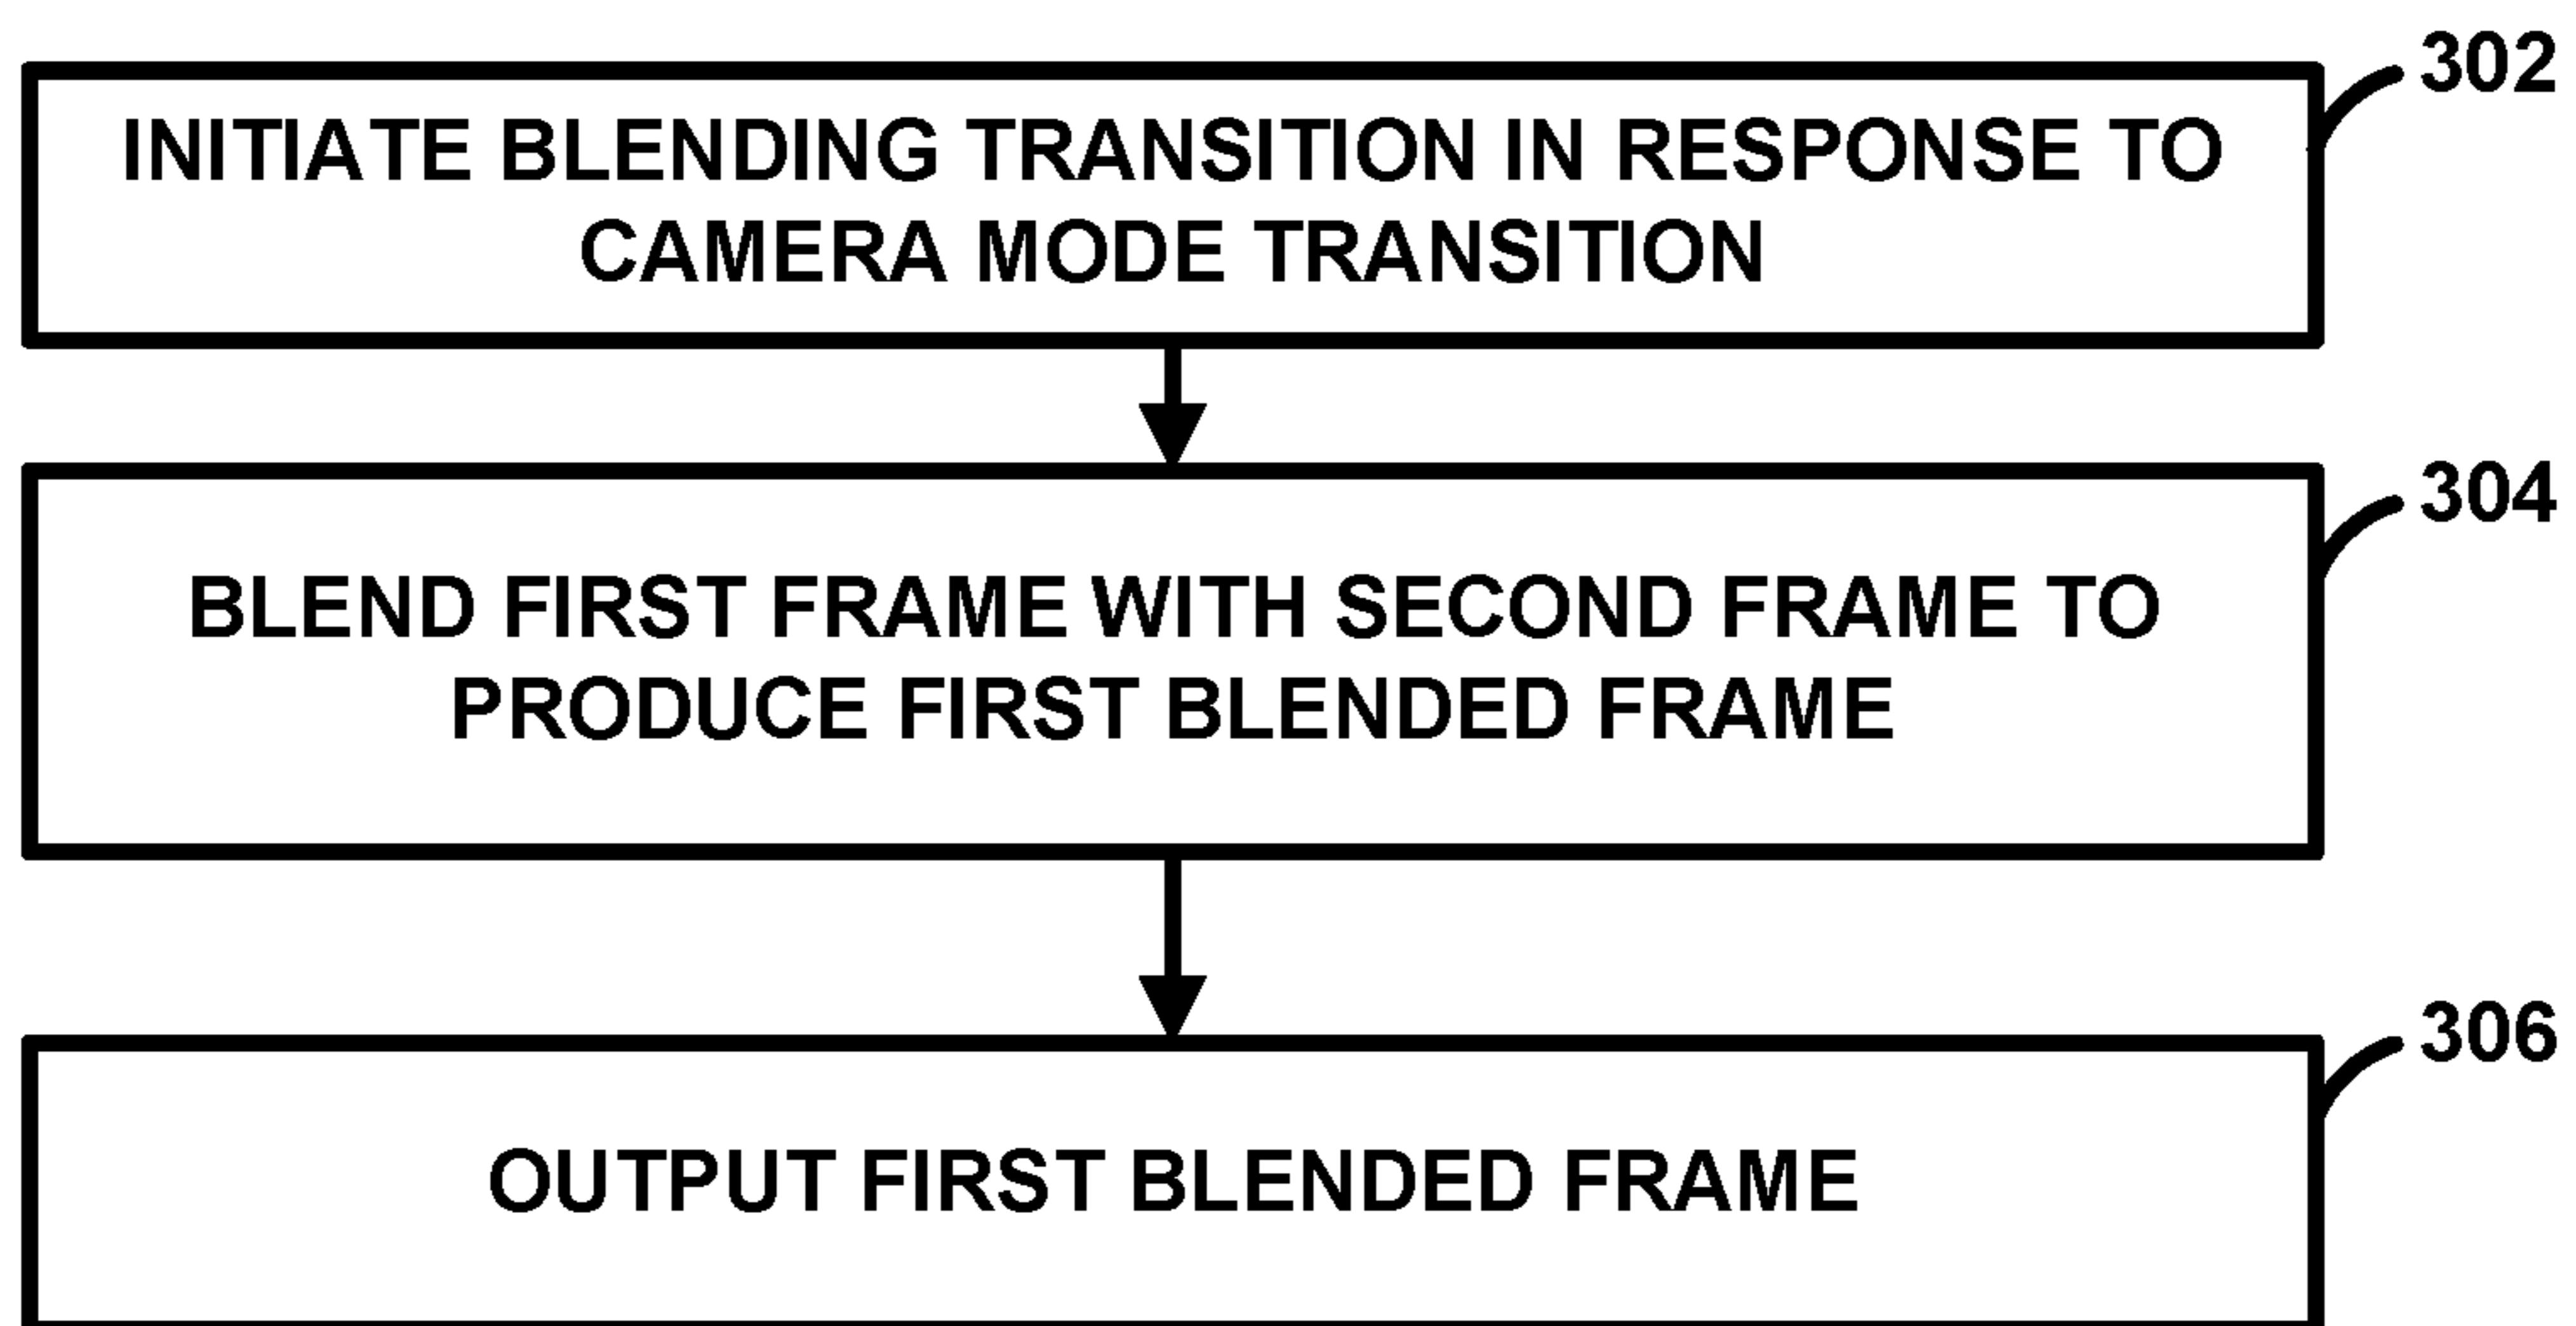 302
INITIATE BLENDING TRANSITION IN RESPONSE TO
CAMERA MODE TRANSITION
304
BLEND FIRST FRAME WITH SECOND FRAME TO
PRODUCE FIRST BLENDED FRAME
306
OUTPUT FIRST BLENDED FRAME